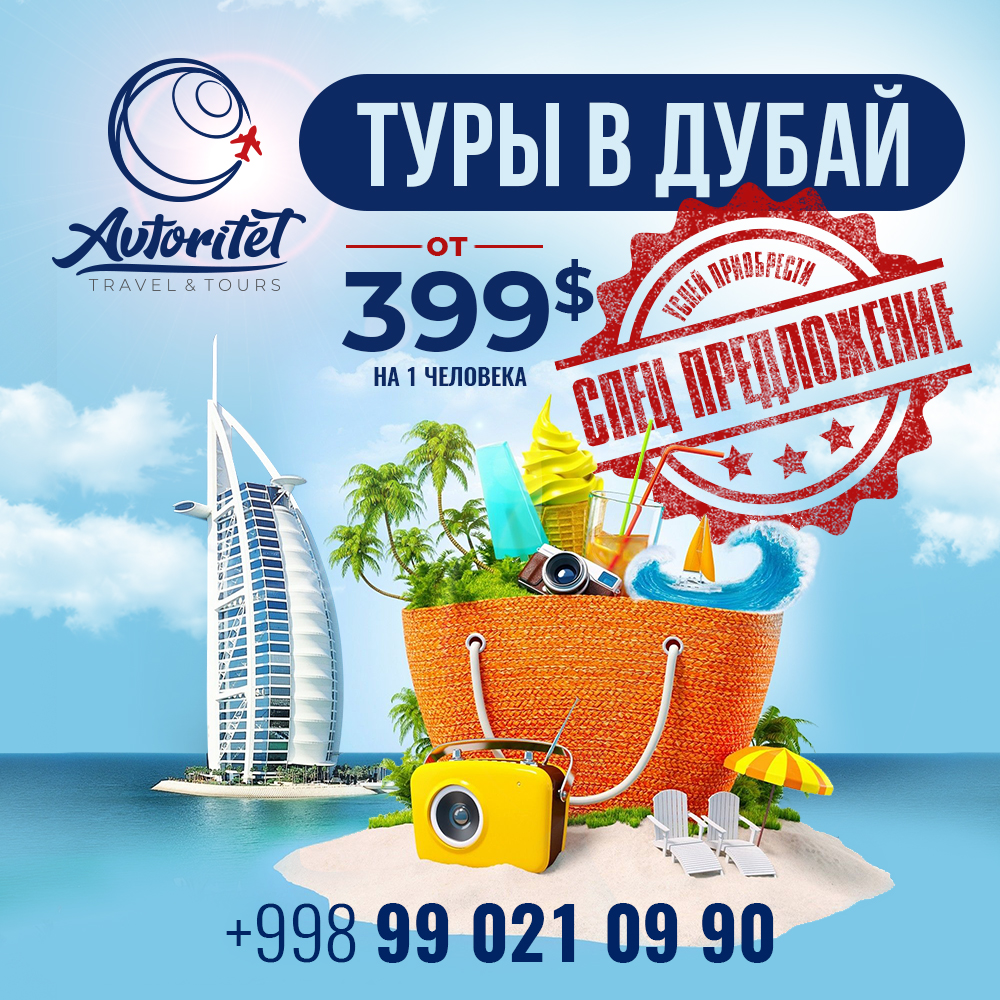 Avtoritet
TRAVEL & TOURS
ТУРЫ В ДУБАЙ
ОТ
399$
НА 1 ЧЕЛОВЕКА
УСПЕЙ ПРИОБРЕСТИ
СПЕЦ ПРЕДЛОЖЕНИЕ
+998 99 021 09 90